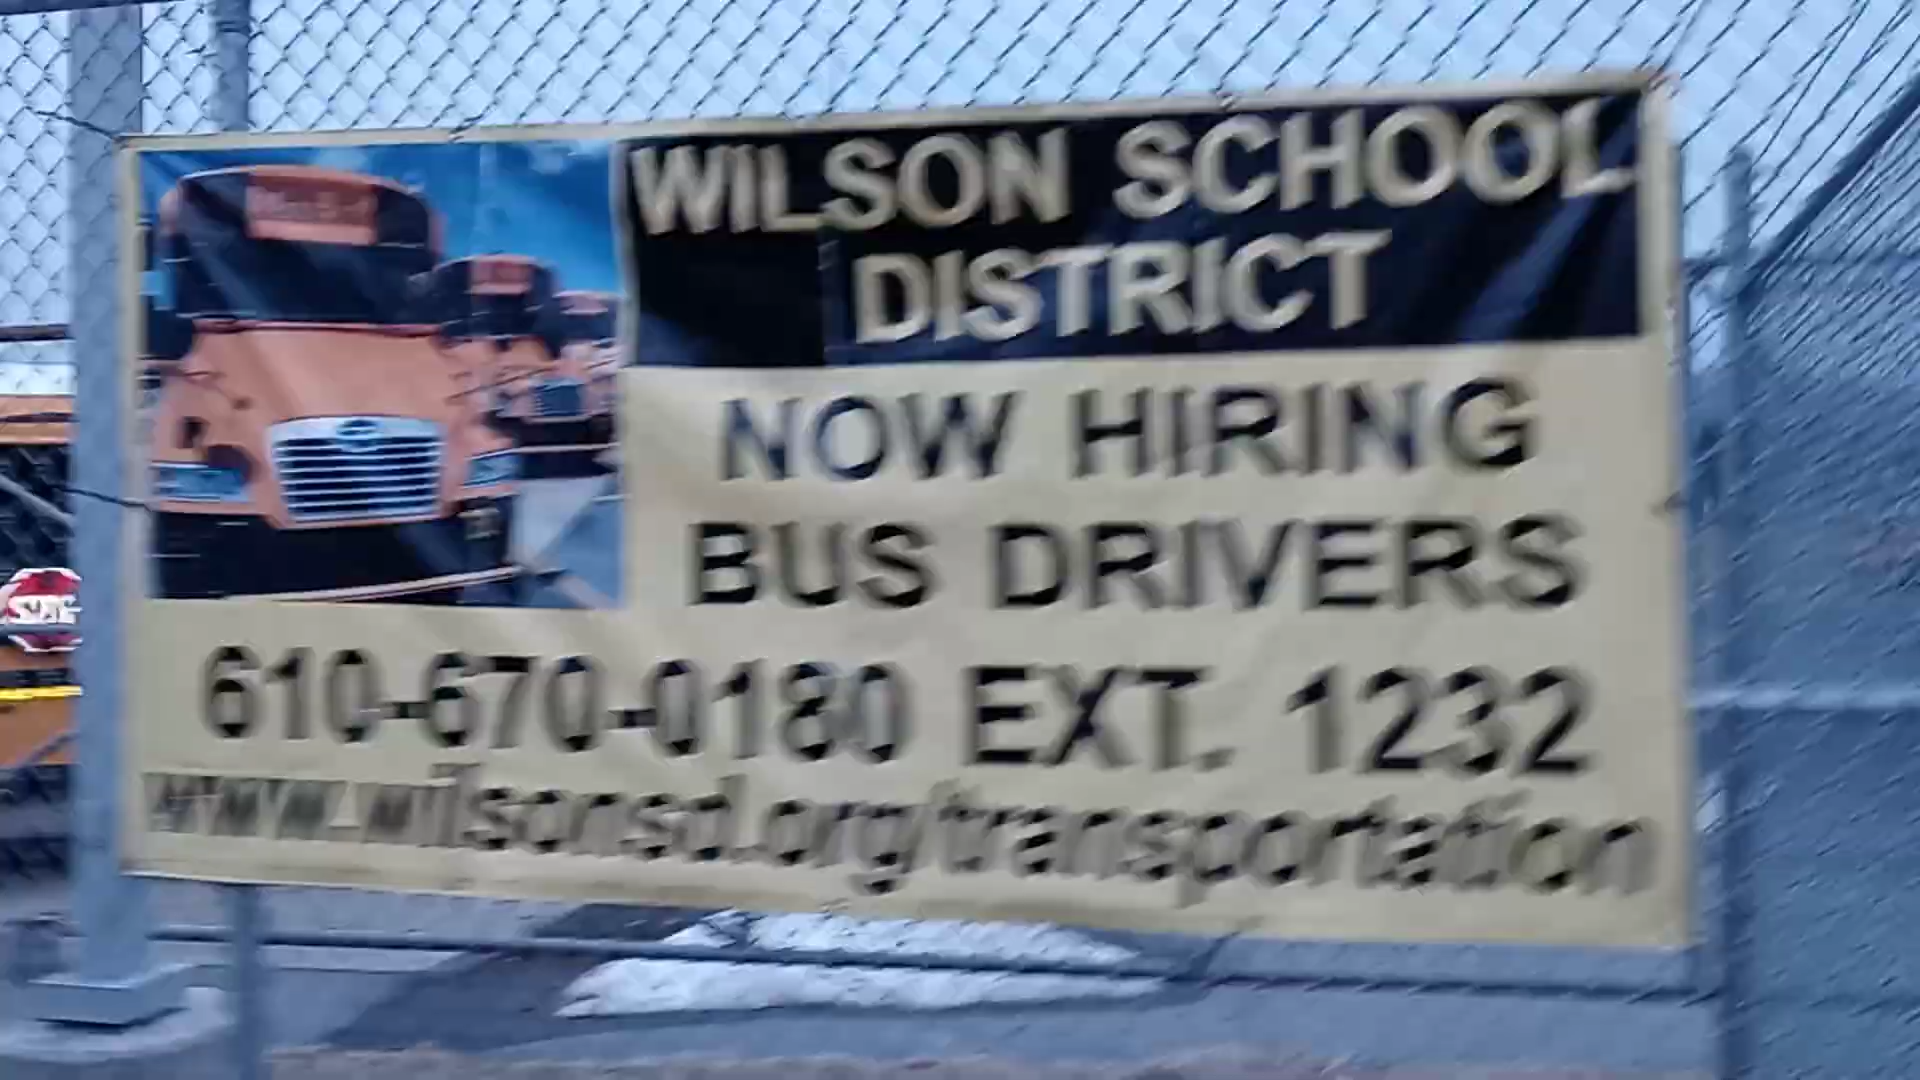 WILSON SCHOOL
DISTRICT
NOW HIRING
BUS DRIVERS
610-670-0180 EXT. 1232
www.wilsonsd.org/transportation